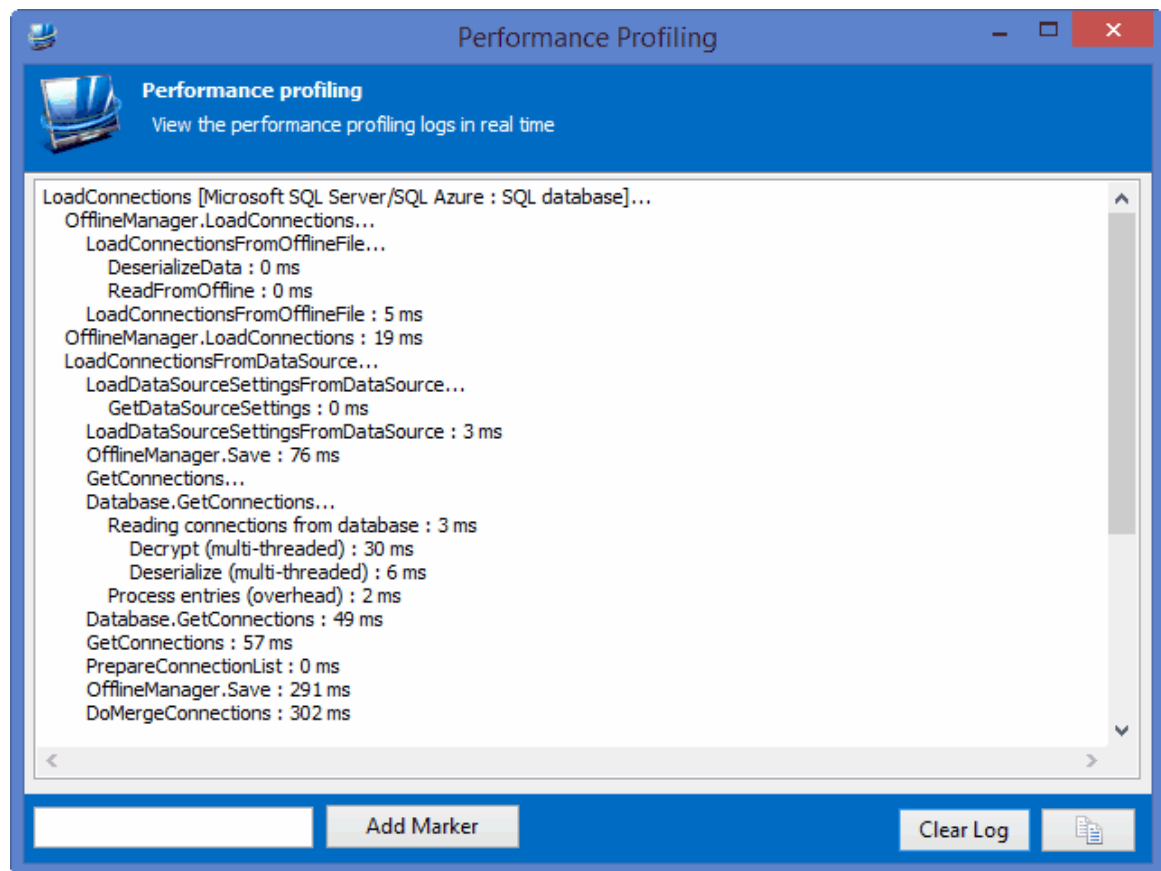 Performance Profiling
Performance profiling
View the performance profiling logs in real time
LoadConnections [Microsoft SQL Server/SQL Azure : SQL database]...
OfflineManager.LoadConnections...
LoadConnectionsFromOfflineFile...
DeserializeData : 0 ms
ReadFromOffline : 0 ms
LoadConnectionsFromOfflineFile : 5 ms
OfflineManager.LoadConnections : 19 ms
LoadConnectionsFromDataSource...
LoadDataSourceSettingsFromDataSource...
GetDataSourceSettings : 0 ms
LoadDataSourceSettingsFromDataSource : 3 ms
OfflineManager.Save : 76 ms
GetConnections...
Database.GetConnections...
Reading connections from database : 3 ms
Decrypt (multi-threaded) : 30 ms
Deserialize (multi-threaded) : 6 ms
Process entries (overhead) : 2 ms
Database.GetConnections : 49 ms
GetConnections : 57 ms
PrepareConnectionList : 0 ms
OfflineManager.Save : 291 ms
DoMergeConnections : 302 ms
Add Marker
Clear Log